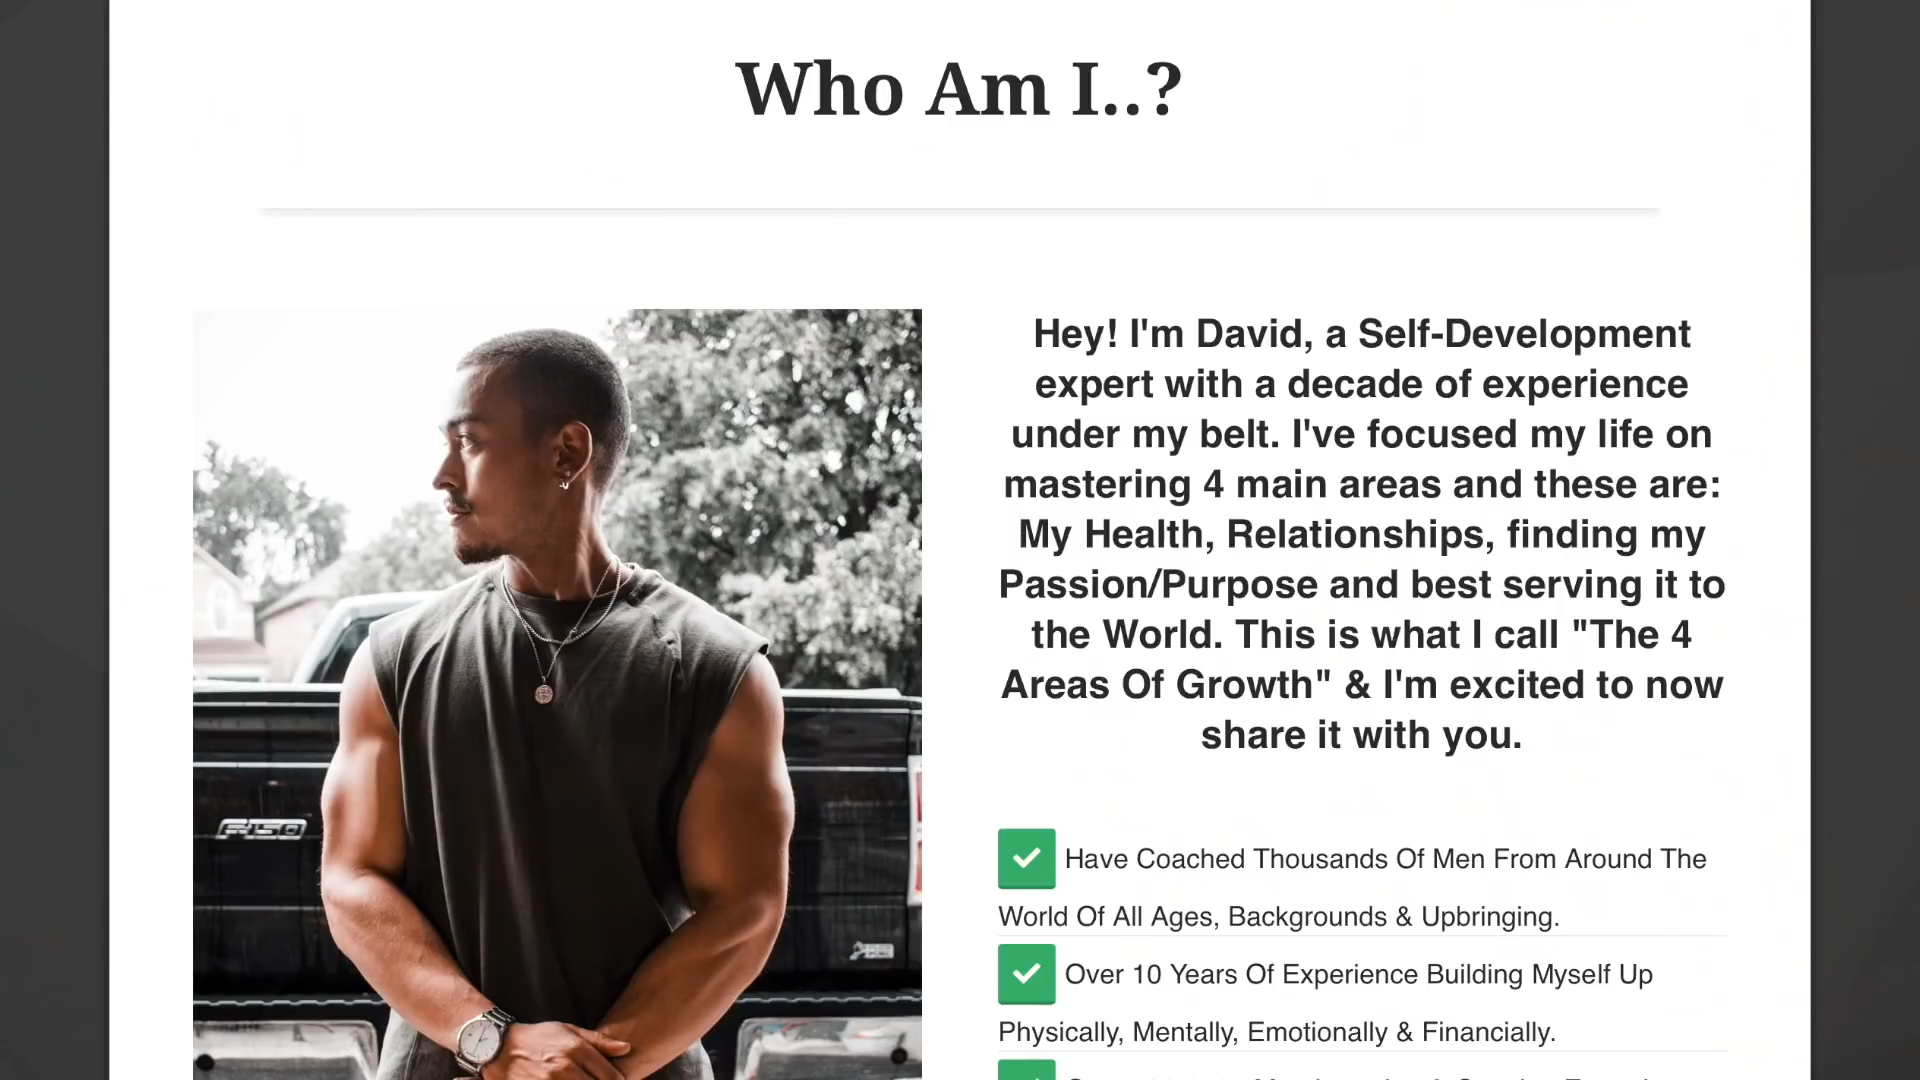 Who Am I..?
Hey! I'm David, a Self-Development
expert with a decade of experience
under my belt. I've focused my life on
mastering 4 main areas and these are:
My Health, Relationships, finding my
Passion/Purpose and best serving it to
the World. This is what I call "The 4
Areas Of Growth" & I'm excited to now
share it with you.
F-150
Have Coached Thousands Of Men From Around The
World Of All Ages, Backgrounds & Upbringing.
Over 10 Years Of Experience Building Myself Up
Physically, Mentally, Emotionally & Financially.